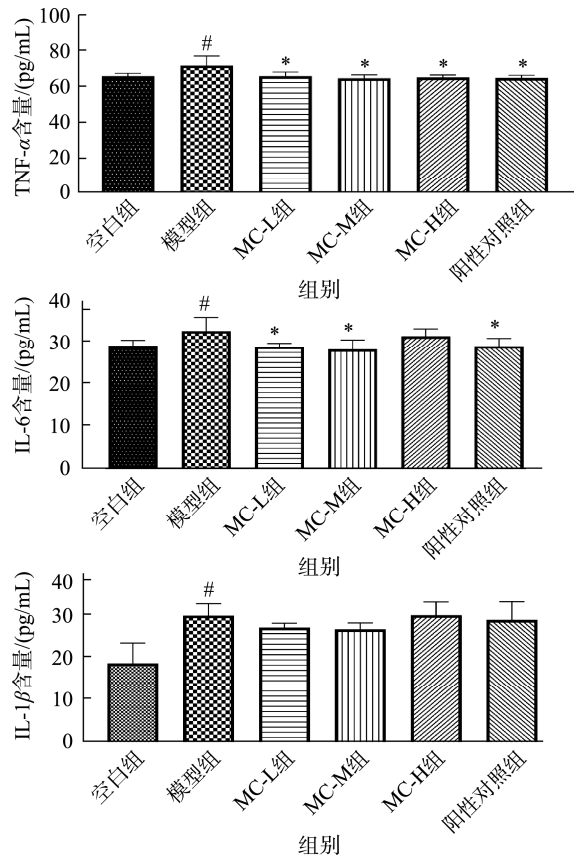 TNF-α含量/(pg/mL)
100
80
60
40
20
0
#
*
*
*
*
空白组
模型组
MC-L组
MC-M组
MC-H组
阳性对照组
组别
IL-6含量/(pg/mL)
40
30
20
10
0
#
*
*
*
空白组
模型组
MC-L组
MC-M组
MC-H组
阳性对照组
组别
IL-1β含量/(pg/mL)
40
30
20
10
0
#
空白组
模型组
MC-L组
MC-M组
MC-H组
阳性对照组
组别